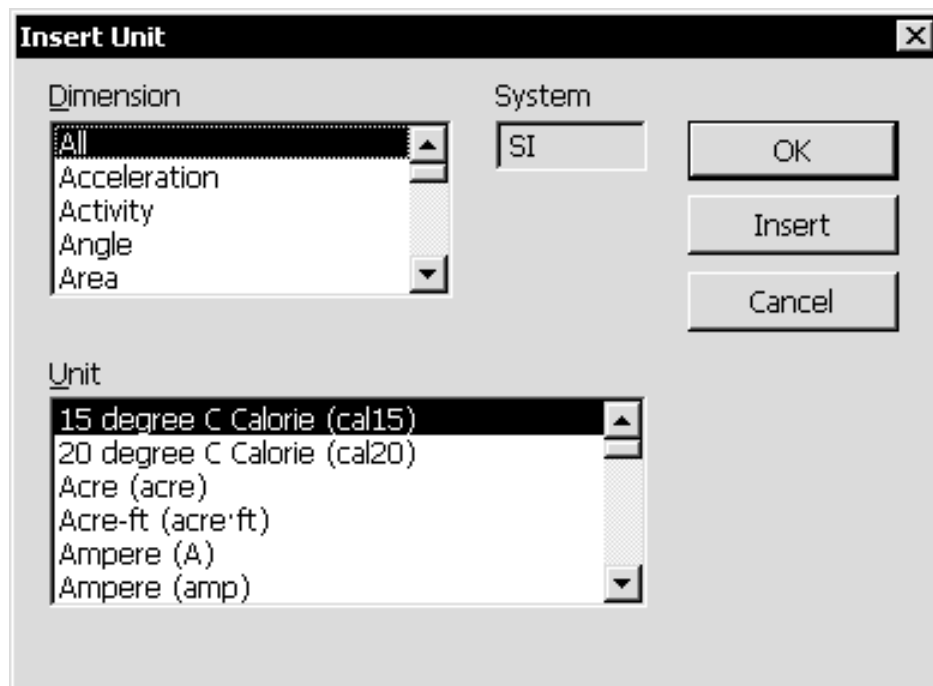 Insert Unit
Dimension
System
All
Acceleration
Activity
Angle
Area
SI
OK
Insert
Cancel
Unit
15 degree C Calorie (cal15)
20 degree C Calorie (cal20)
Acre (acre)
Acre-ft (acre·ft)
Ampere (A)
Ampere (amp)